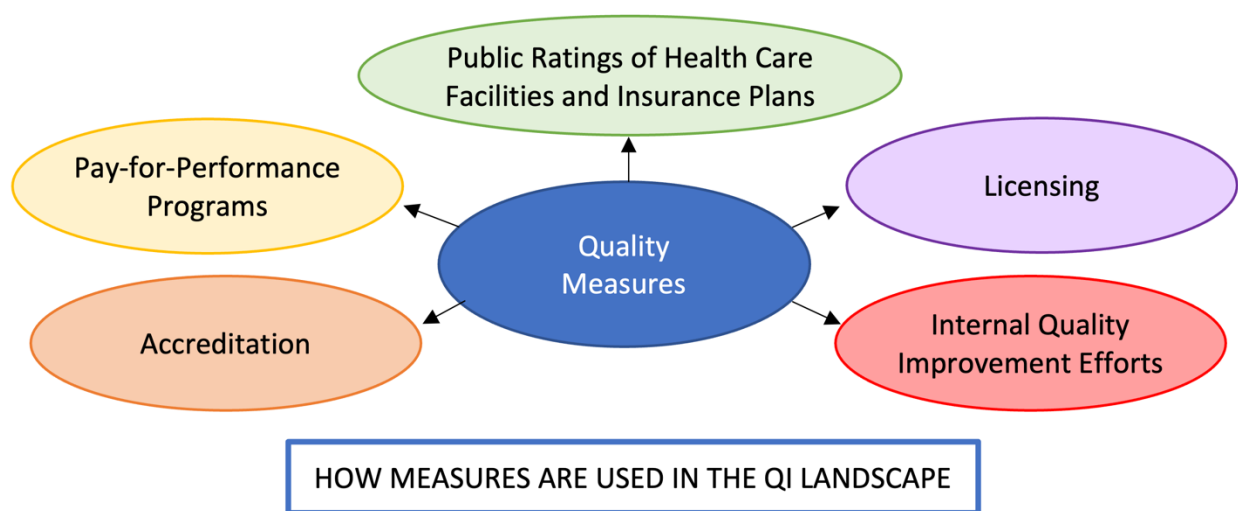 Public Ratings of Health Care
Facilities and Insurance Plans
Pay-for-Performance
Programs
Licensing
Quality
Measures
Accreditation
Internal Quality
Improvement Efforts
HOW MEASURES ARE USED IN THE QI LANDSCAPE